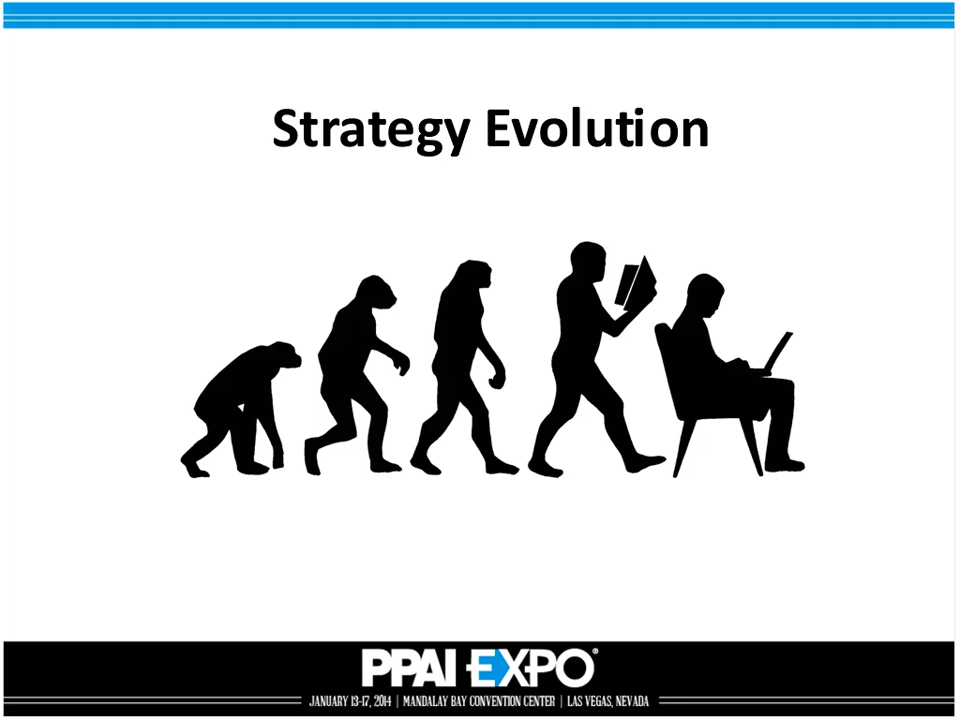 Strategy Evolution
PPAI EXPO®
JANUARY 13-17, 2014 | MANDALAY BAY CONVENTION CENTER | LAS VEGAS, NEVADA